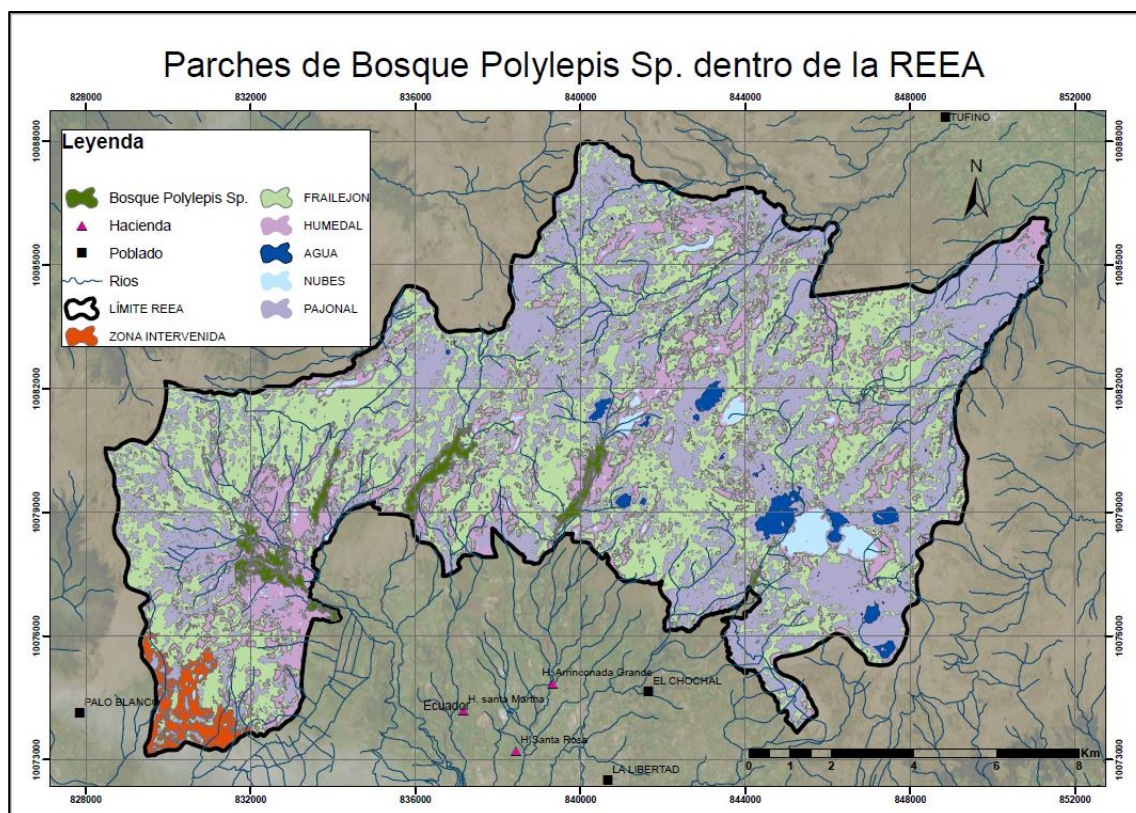 Parches de Bosque Polylepis Sp. dentro de la REEA
828000 832000 836000 840000 844000 848000 852000
Leyenda
Bosque Polylepis Sp.
Hacienda
Poblado
Rios
LÍMITE REEA
ZONA INTERVENIDA
FRAILEJON
HUMEDAL
AGUA
NUBES
PAJONAL
TUFINO
N
10088000 10088000
10085000 10085000
10082000 10082000
10079000 10079000
10076000 10076000
10073000 10073000
H. Arrinconada Grande
EL CHOCHAL
PALO BLANCO
Ecuador
H. santa Martha
H.Santa Rosa
LA LIBERTAD
Km
0 1 2 4 6 8
828000 832000 836000 840000 844000 848000 852000